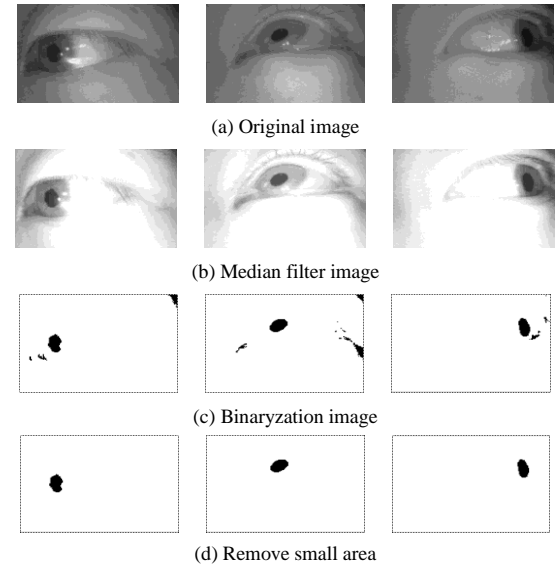 (a) Original image
(b) Median filter image
(c) Binaryzation image
(d) Remove small area